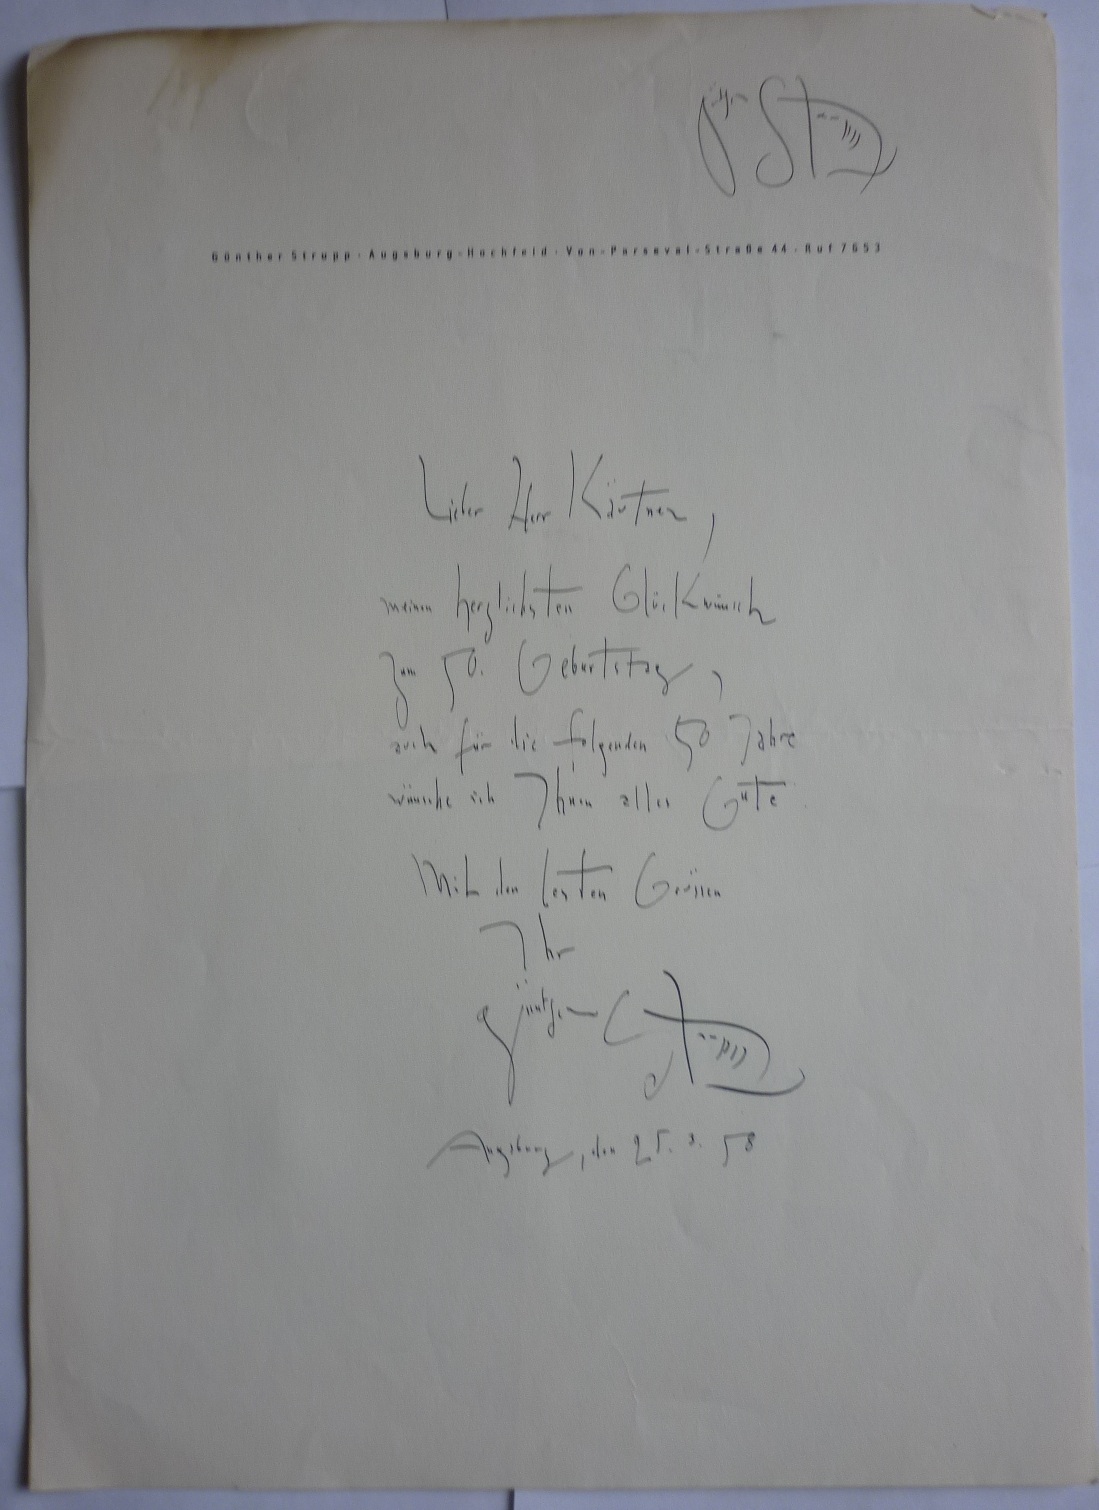 Günther Strupp · Augsburg-Hochfeld · Von-Parseval-Straße 44 · Ruf 7653
Lieber Herr Käutner,
meinen herzlichsten Glückwunsch
zum 50. Geburtstag,
auch für die folgenden 50 Jahre
wünsche ich Ihnen alles Gute
Mit den besten Grüssen
Ihr
Günther Strupp
Augsburg, den 25. 3. 58